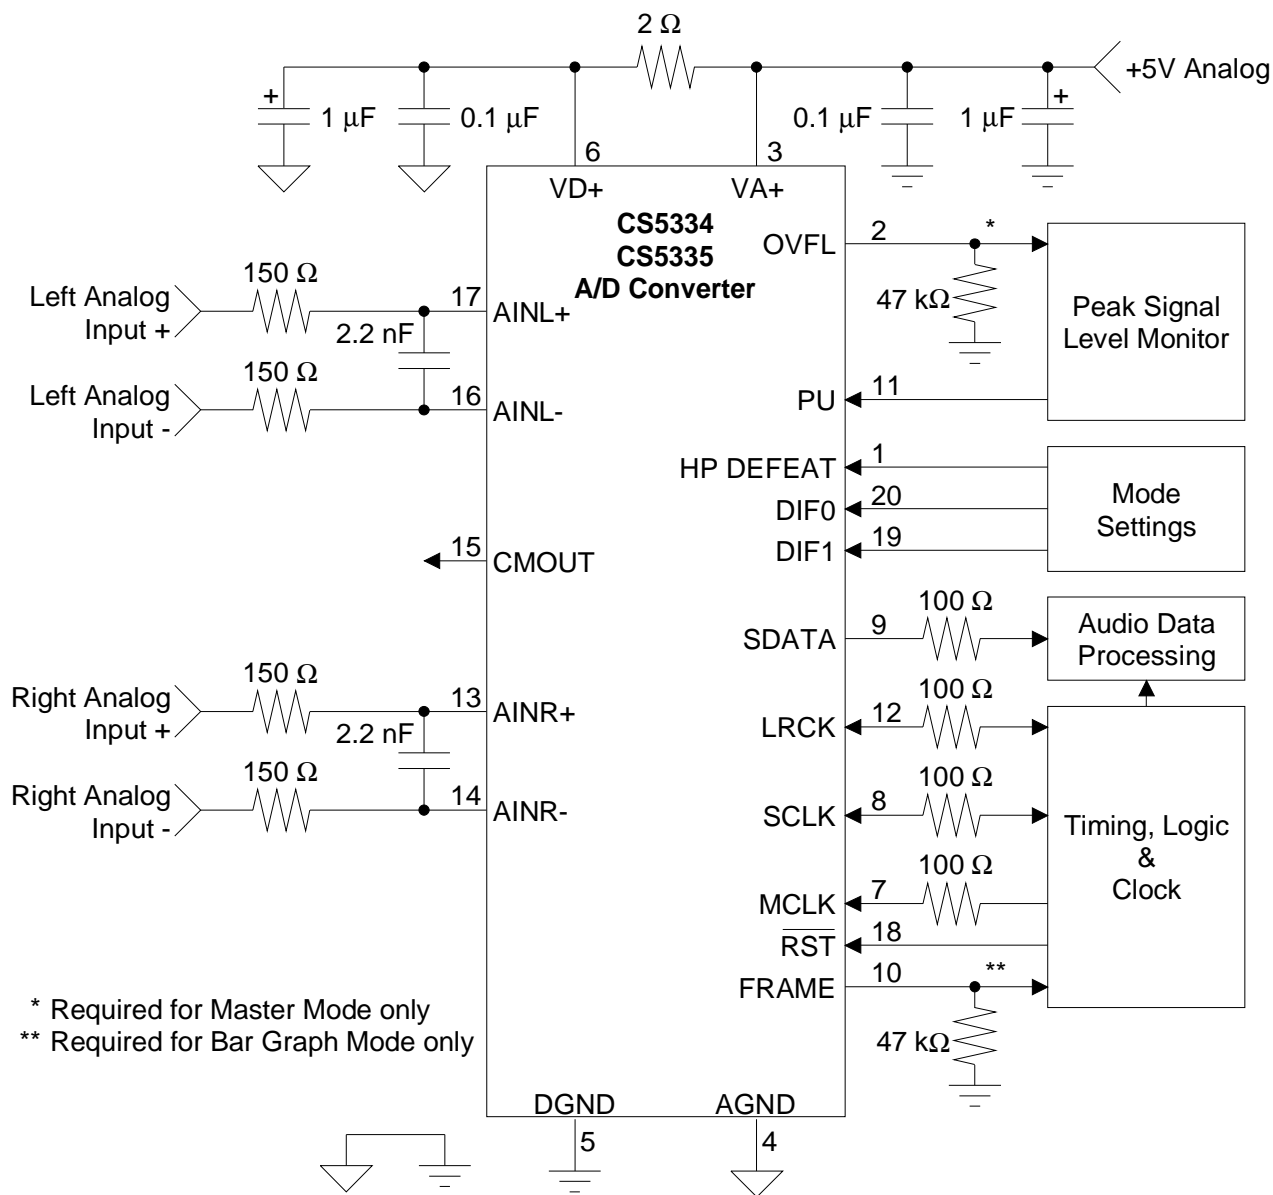 2 Ω
+5V Analog
+
1 μF
0.1 μF
0.1 μF
1 μF
+
6
3
VD+
VA+
CS5334
CS5335
A/D Converter
OVFL
2
*
47 kΩ
Peak Signal
Level Monitor
PU
11
150 Ω
Left Analog
Input +
17
AINL+
2.2 nF
150 Ω
Left Analog
Input -
16
AINL-
HP DEFEAT
1
DIF0
20
DIF1
19
Mode
Settings
15
CMOUT
SDATA
9
100 Ω
Audio Data
Processing
150 Ω
Right Analog
Input +
13
AINR+
2.2 nF
150 Ω
Right Analog
Input -
14
AINR-
LRCK
12
100 Ω
SCLK
8
100 Ω
Timing, Logic
&
Clock
MCLK
7
100 Ω
RST
18
FRAME
10
**
47 kΩ
* Required for Master Mode only
** Required for Bar Graph Mode only
DGND
AGND
5
4